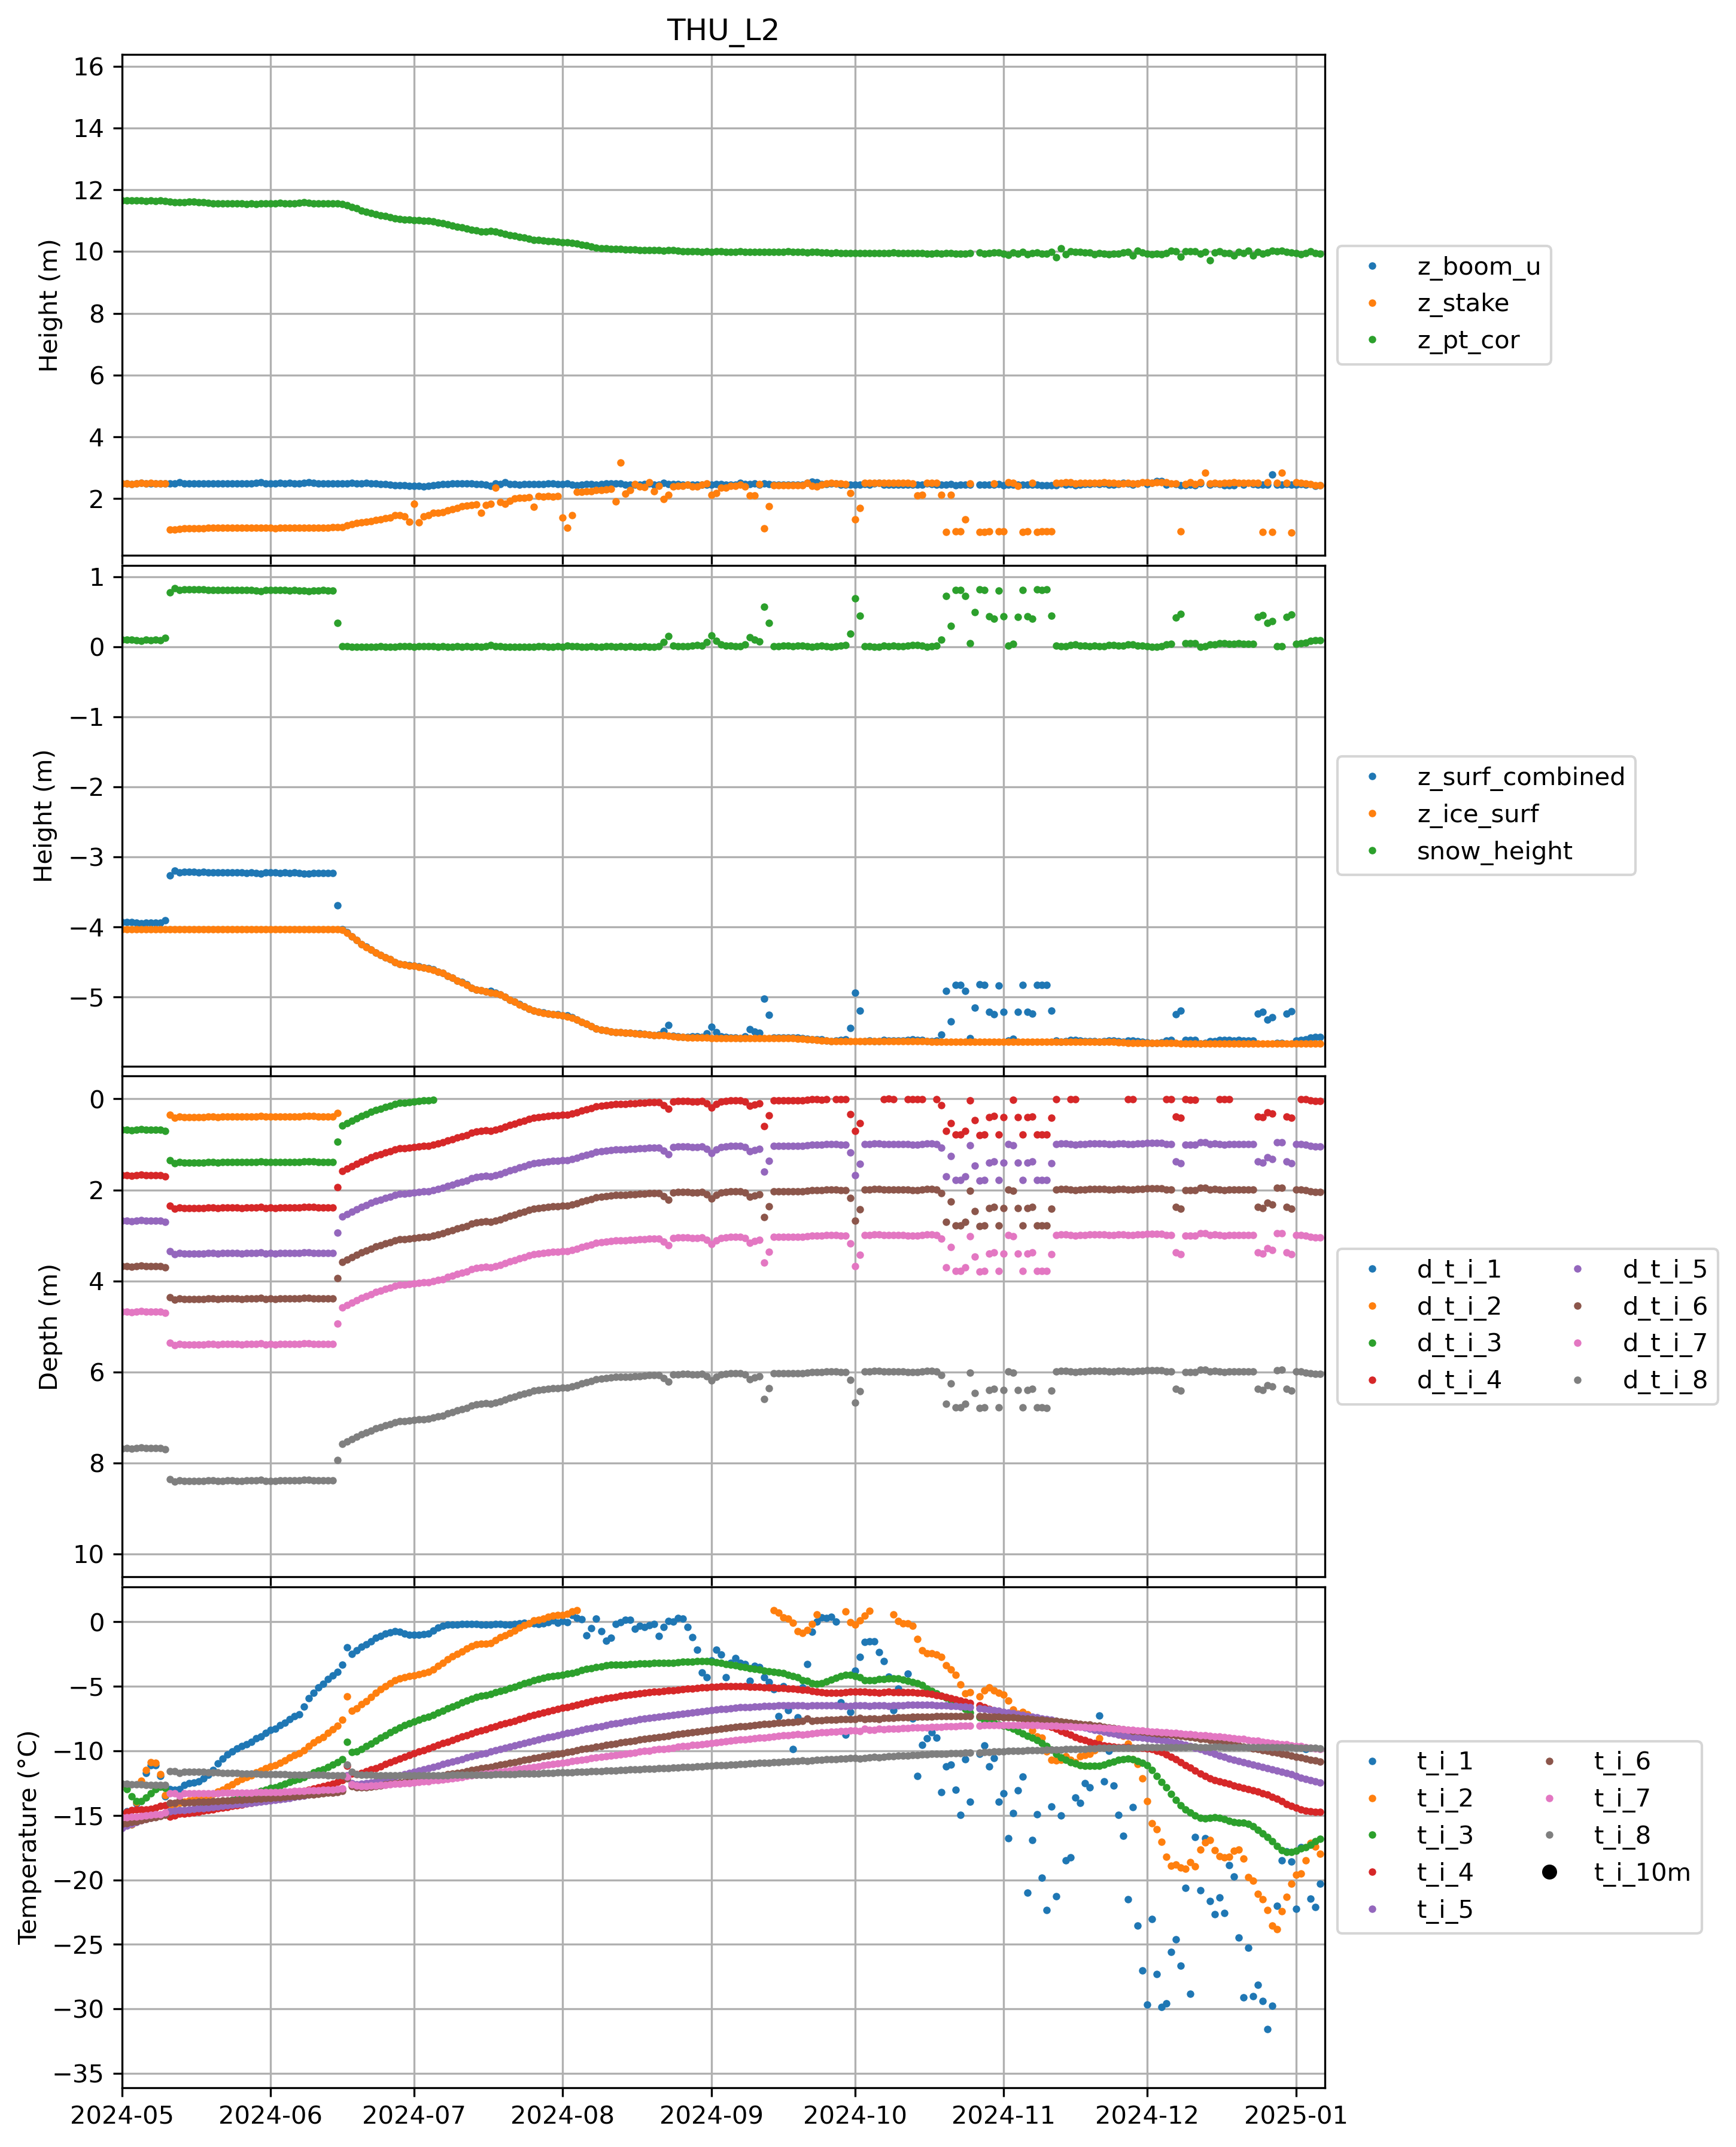 THU_L2
16
14
12
10
8
6
4
2
Height (m)
z_boom_u
z_stake
z_pt_cor
1
0
−1
−2
−3
−4
−5
Height (m)
z_surf_combined
z_ice_surf
snow_height
0
2
4
6
8
10
Depth (m)
d_t_i_1 d_t_i_5
d_t_i_2 d_t_i_6
d_t_i_3 d_t_i_7
d_t_i_4 d_t_i_8
0
−5
−10
−15
−20
−25
−30
−35
Temperature (°C)
t_i_1 t_i_6
t_i_2 t_i_7
t_i_3 t_i_8
t_i_4 t_i_10m
t_i_5
2024-05 2024-06 2024-07 2024-08 2024-09 2024-10 2024-11 2024-12 2025-01